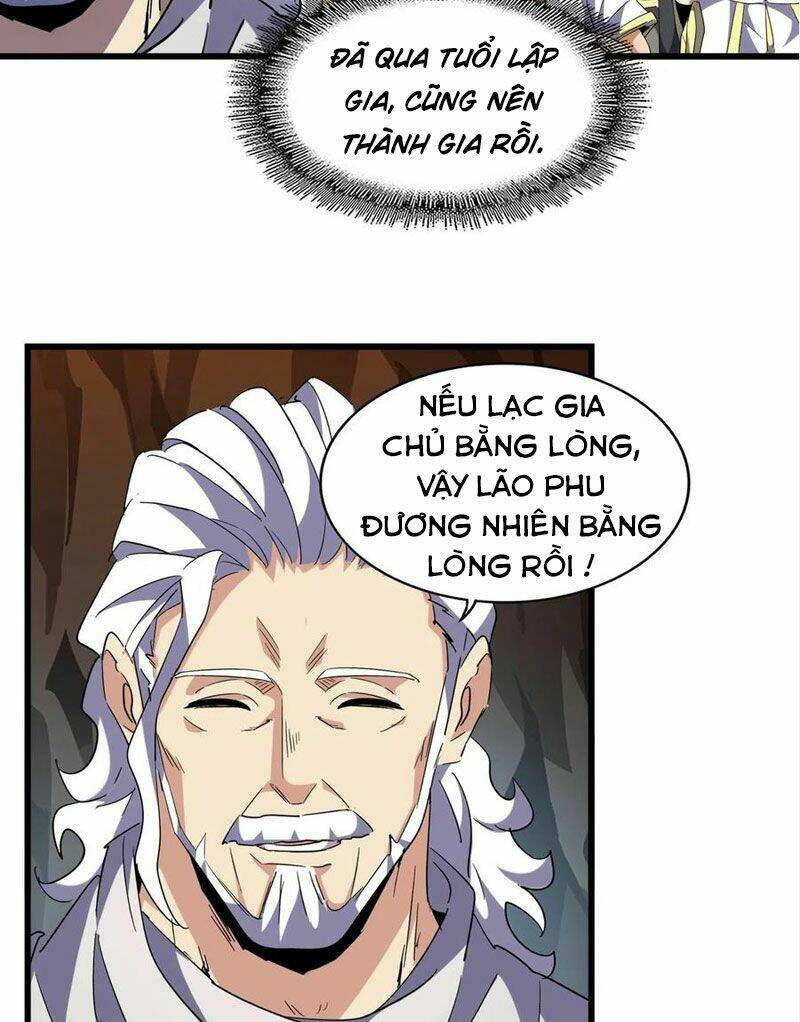 ĐÃ QUA TUỔI LẬP
GIA, CŨNG NÊN
THÀNH GIA RỒI.
NẾU LẠC GIA
CHỦ BẰNG LÒNG,
VẬY LÃO PHU
ĐƯƠNG NHIÊN BẰNG
LÒNG RỒI !